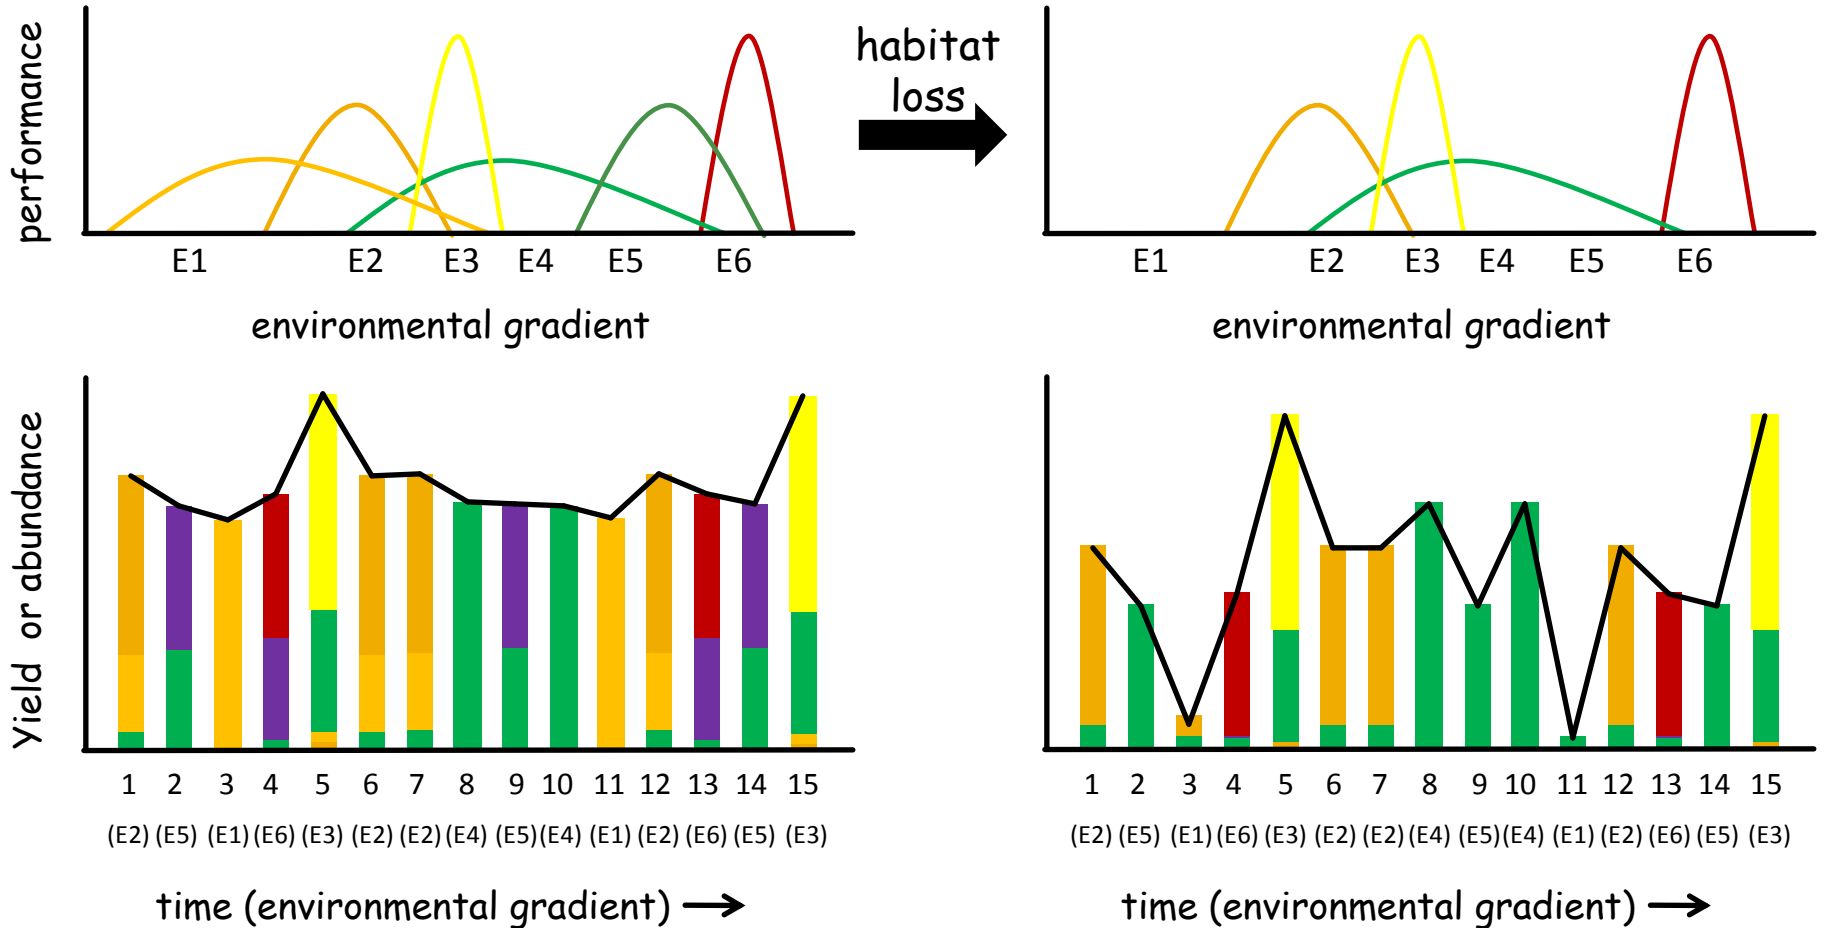 performance
E1 E2 E3 E4 E5 E6
environmental gradient
habitat
loss
E1 E2 E3 E4 E5 E6
environmental gradient
Yield or abundance
1 2 3 4 5 6 7 8 9 10 11 12 13 14 15
(E2) (E5) (E1) (E6) (E3) (E2) (E2) (E4) (E5) (E4) (E1) (E2) (E6) (E5) (E3)
time (environmental gradient)
1 2 3 4 5 6 7 8 9 10 11 12 13 14 15
(E2) (E5) (E1) (E6) (E3) (E2) (E2) (E4) (E5) (E4) (E1) (E2) (E6) (E5) (E3)
time (environmental gradient)